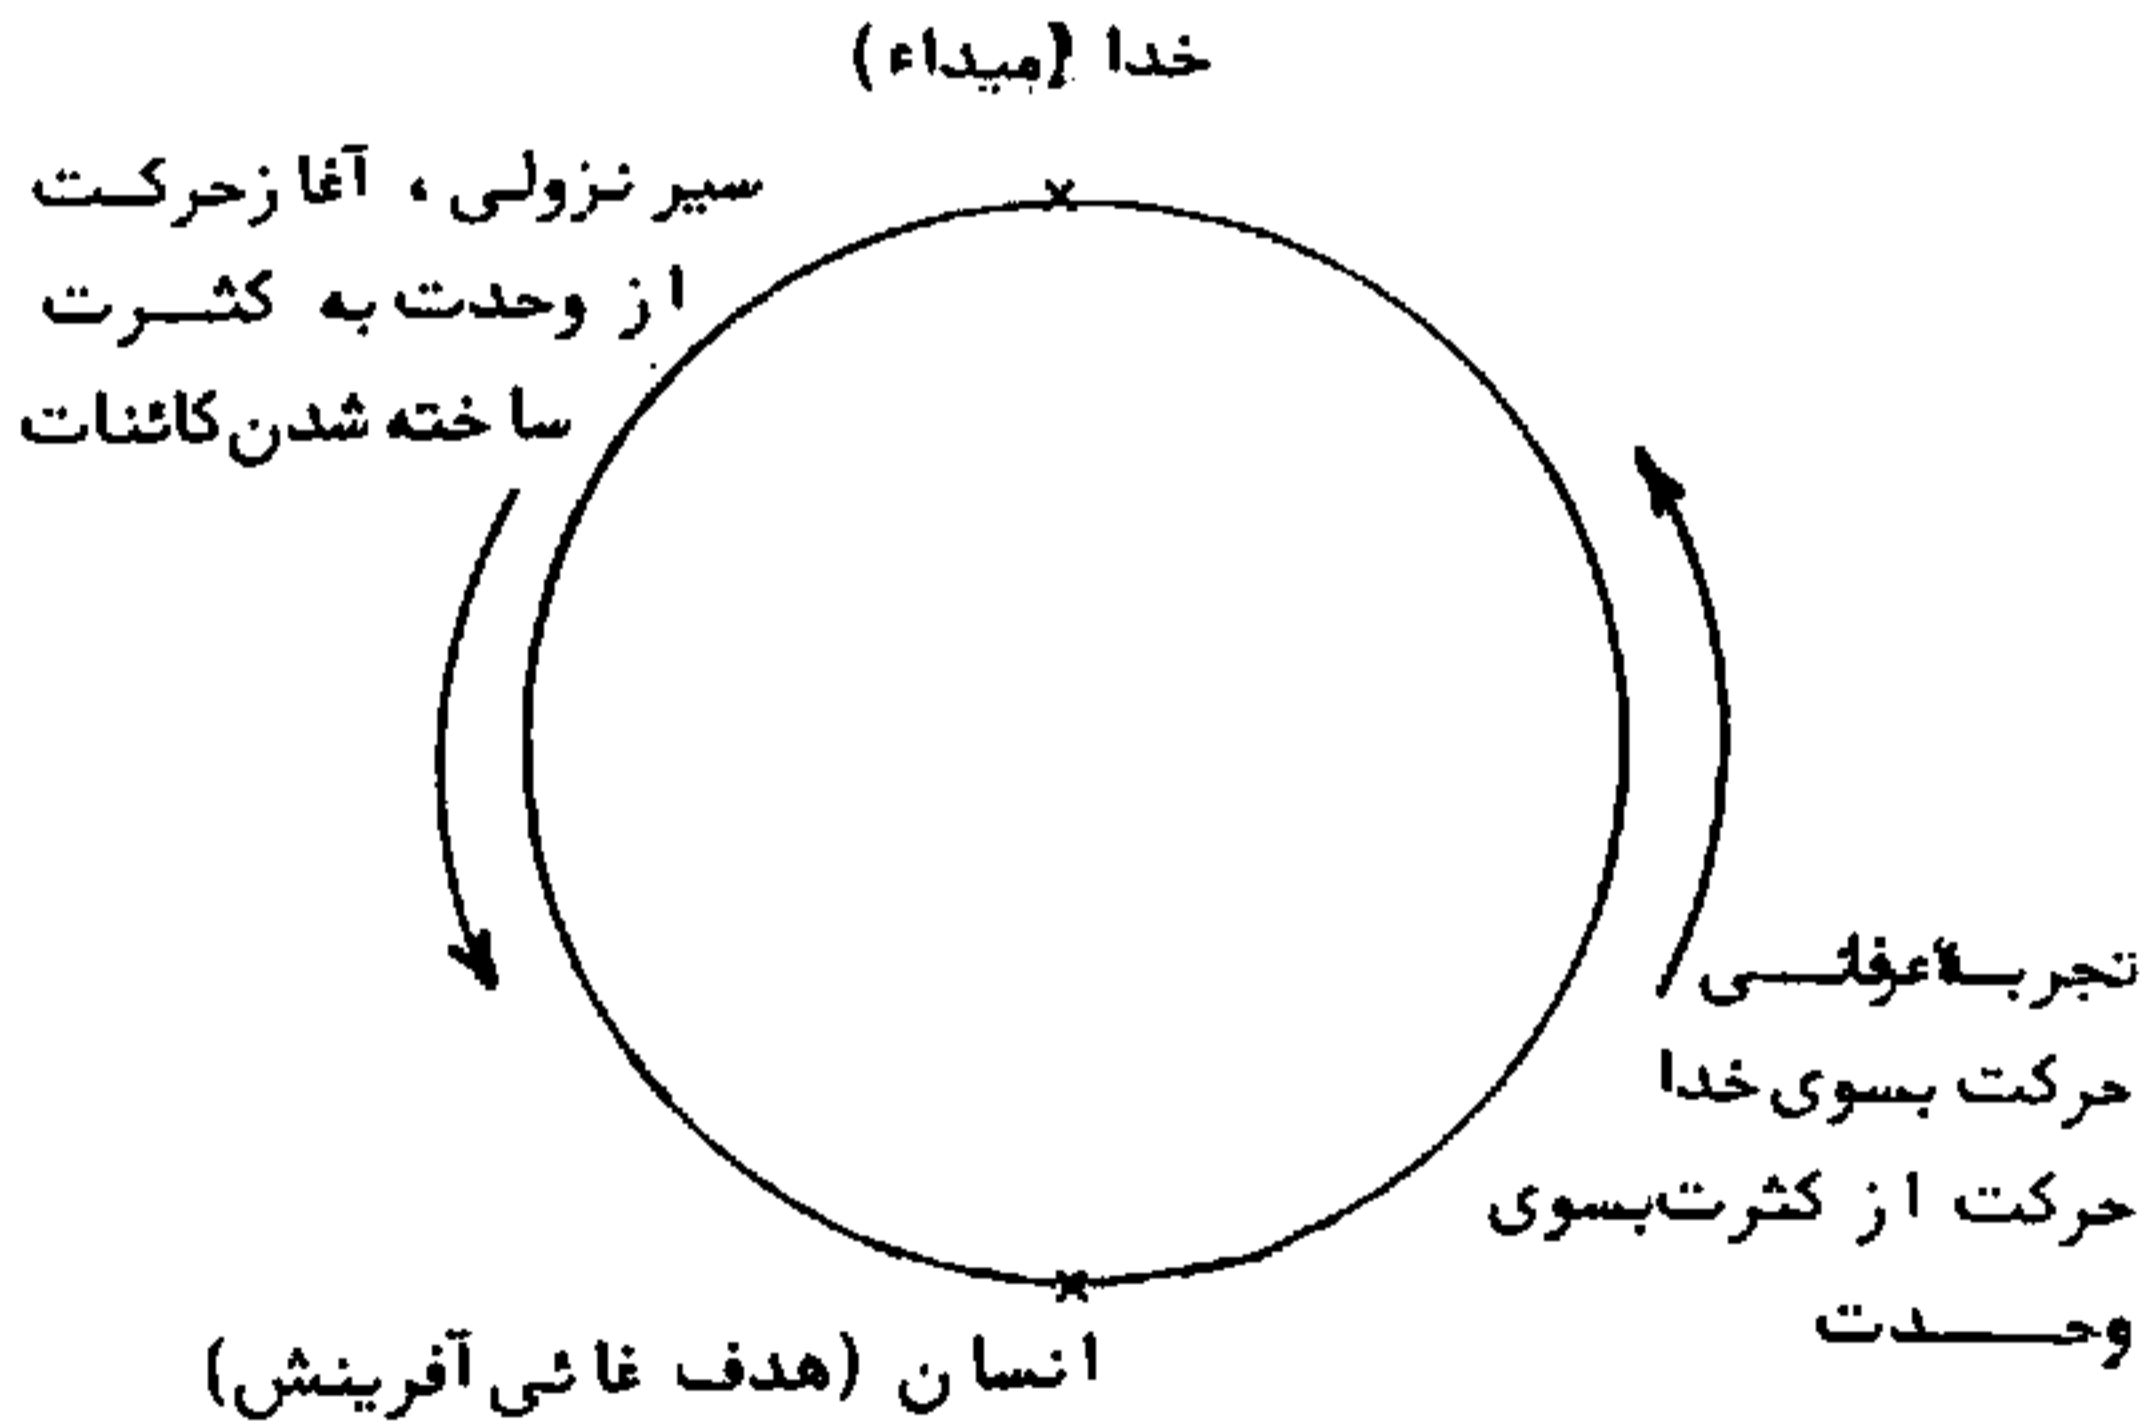 خدا (مبداء)
سیر نزولی، آغاز حرکت
از وحدت به کثرت
ساخته شدن کائنات
تجربهٔ عرفانی
حرکت بسوی خدا
حرکت از کثرت بسوی
وحدت
انسان (هدف غائی آفرینش)